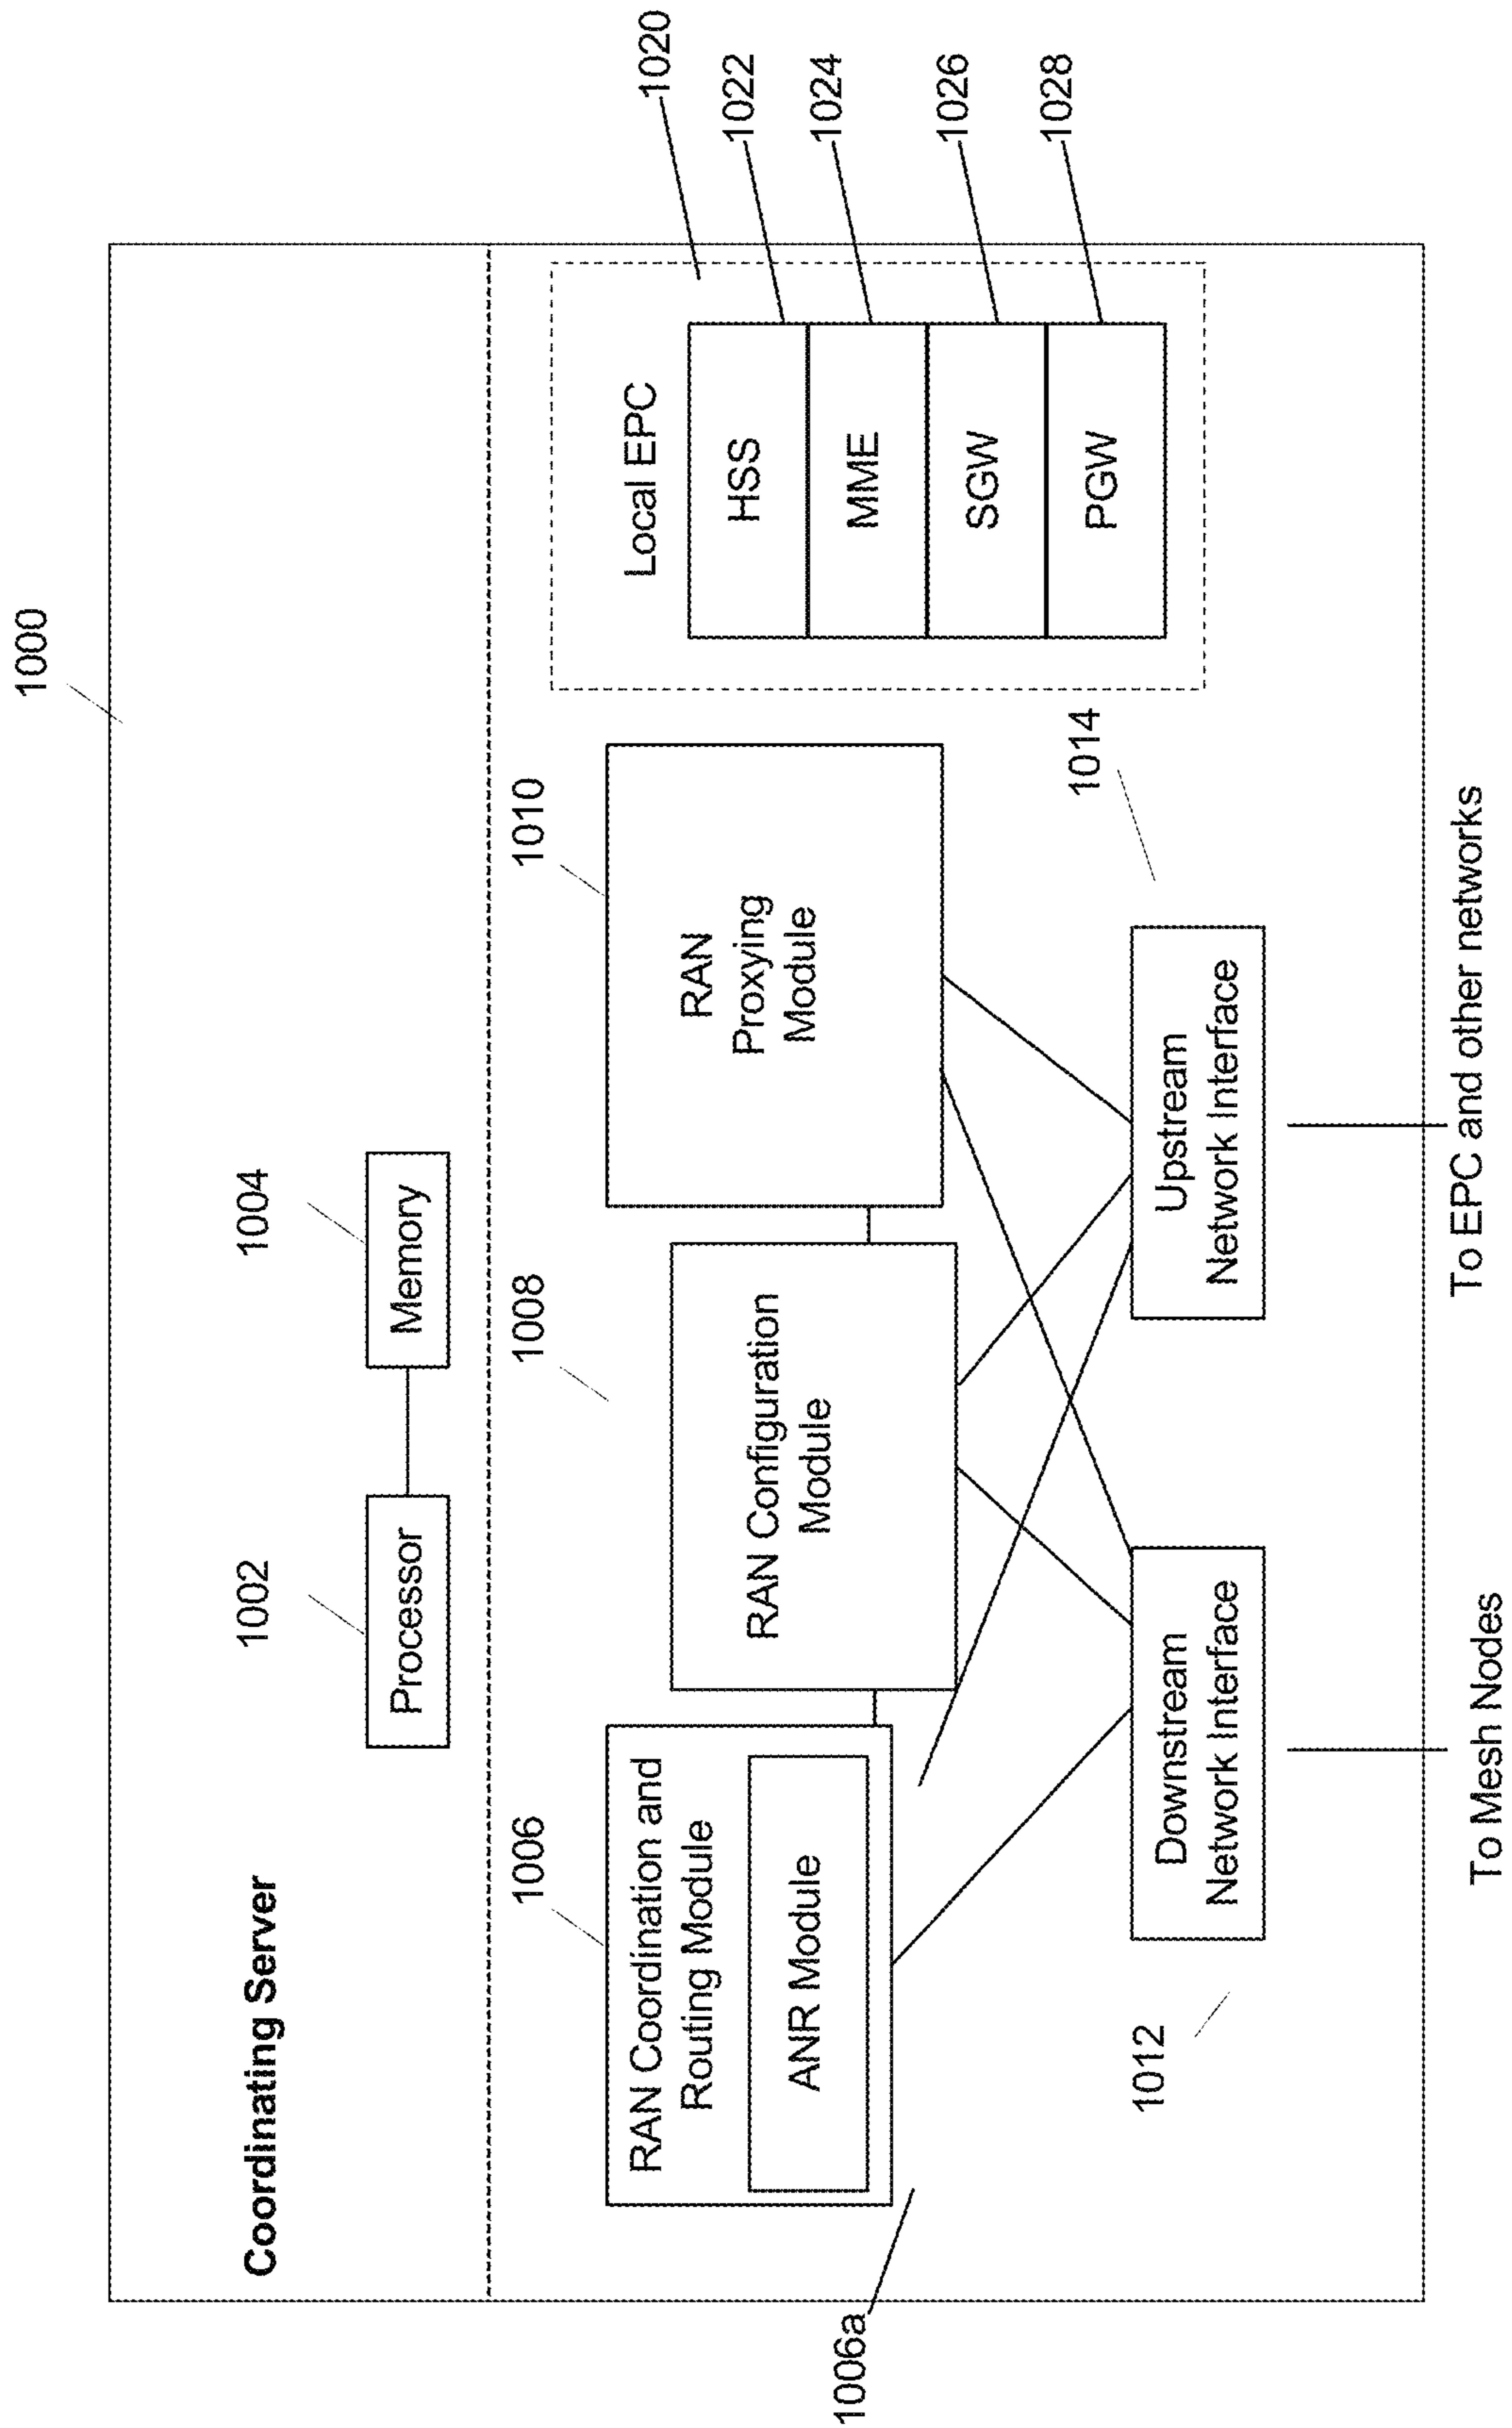 1000
Coordinating Server
1002
Processor
1004
Memory
1006
RAN Coordination and
Routing Module
ANR Module
1006a
1008
RAN Configuration
Module
1010
RAN
Proxying
Module
Local EPC
HSS
MME
SGW
PGW
1020
1022
1024
1026
1028
1012
Downstream
Network Interface
1014
Upstream
Network Interface
To Mesh Nodes
To EPC and other networks